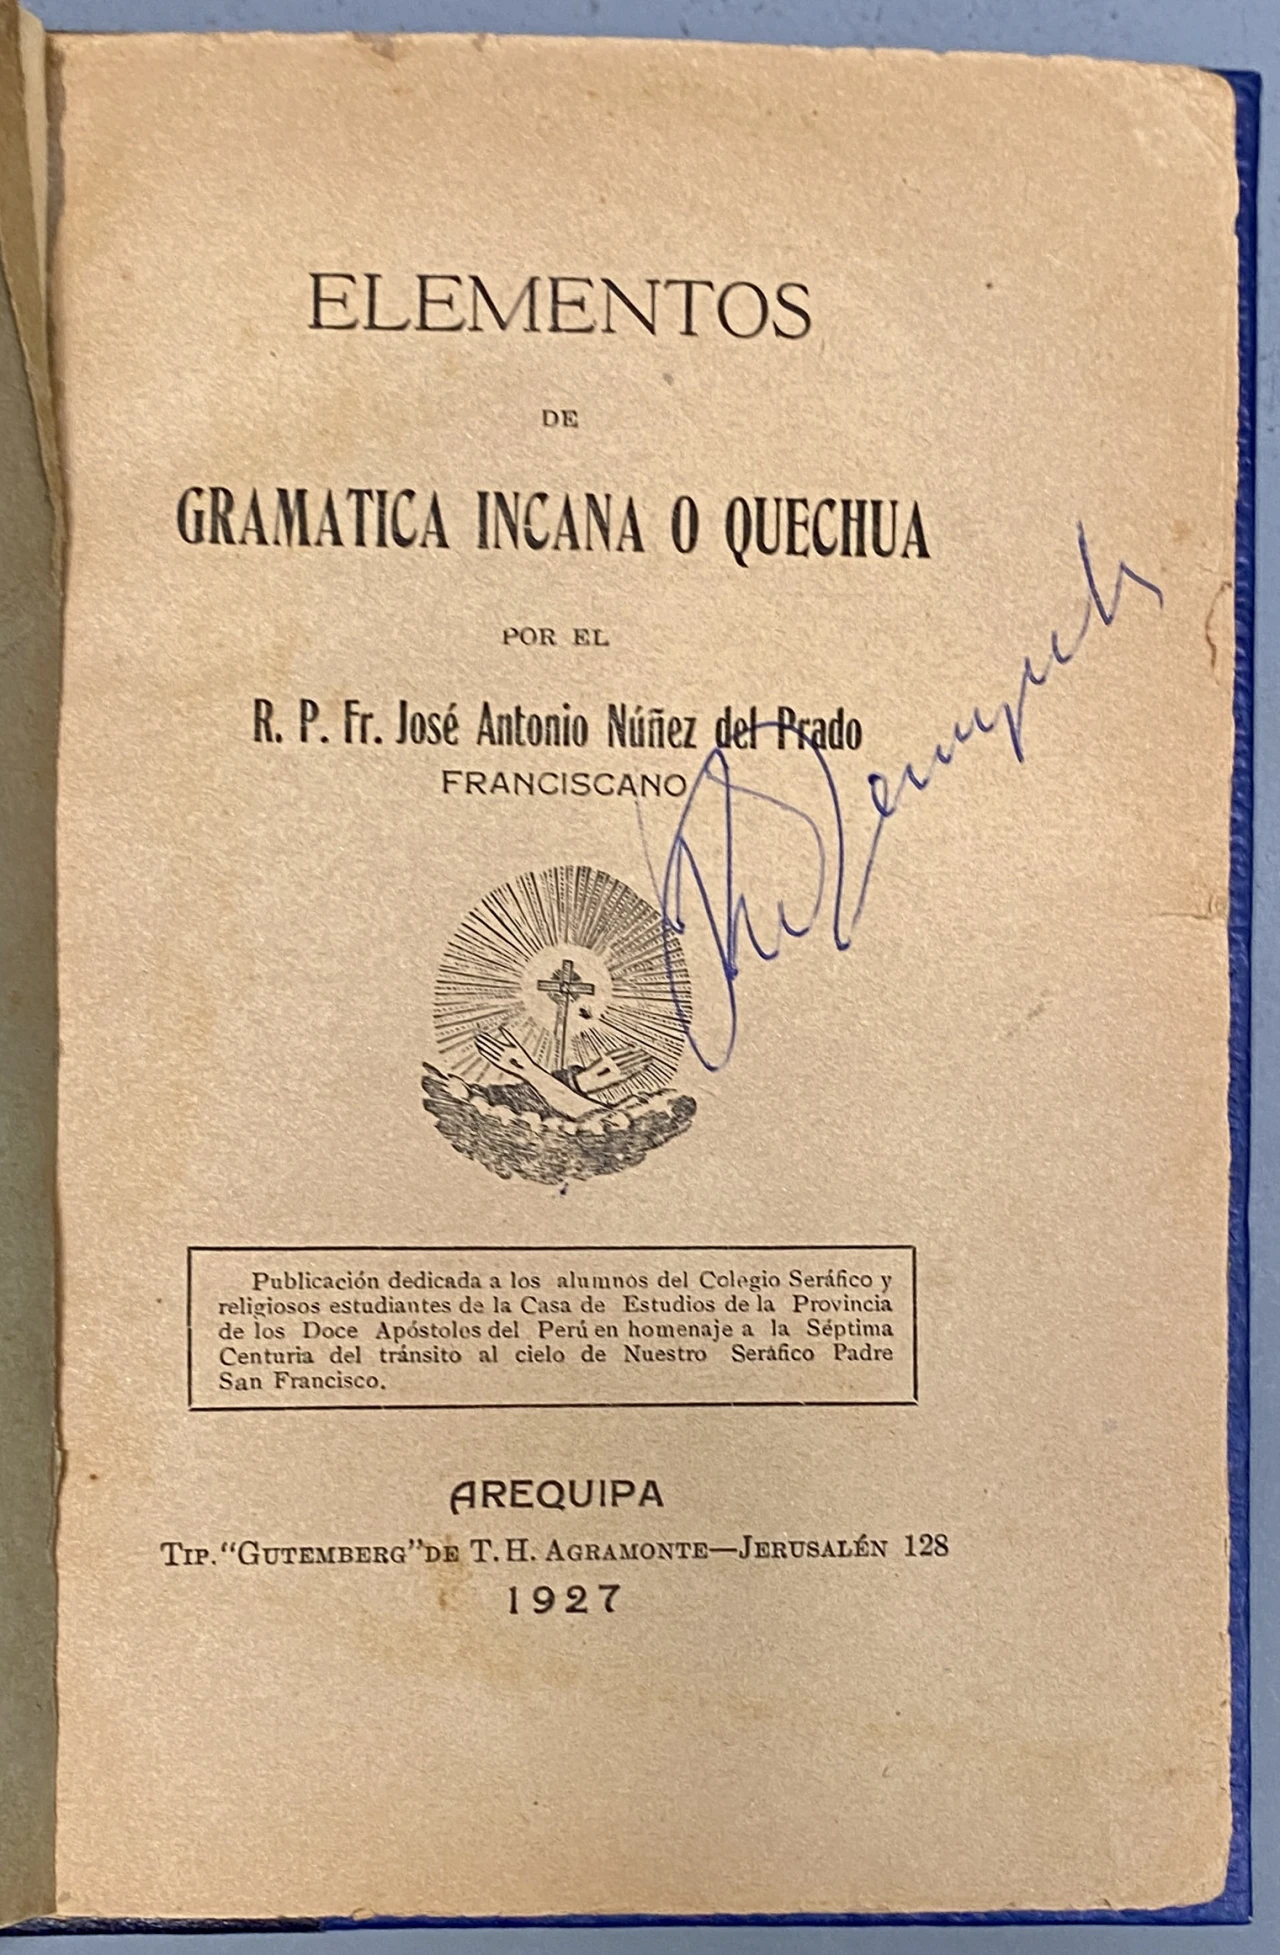 ELEMENTOS
DE
GRAMATICA INCANA O QUECHUA
POR EL
R. P. Fr. José Antonio Núñez del Prado
FRANCISCANO
Publicación dedicada a los alumnos del Colegio Seráfico y
religiosos estudiantes de la Casa de Estudios de la Provincia
de los Doce Apóstoles del Perú en homenaje a la Séptima
Centuria del tránsito al cielo de Nuestro Seráfico Padre
San Francisco.
AREQUIPA
TIP. "GUTEMBERG" DE T. H. AGRAMONTE—JERUSALÉN 128
1927